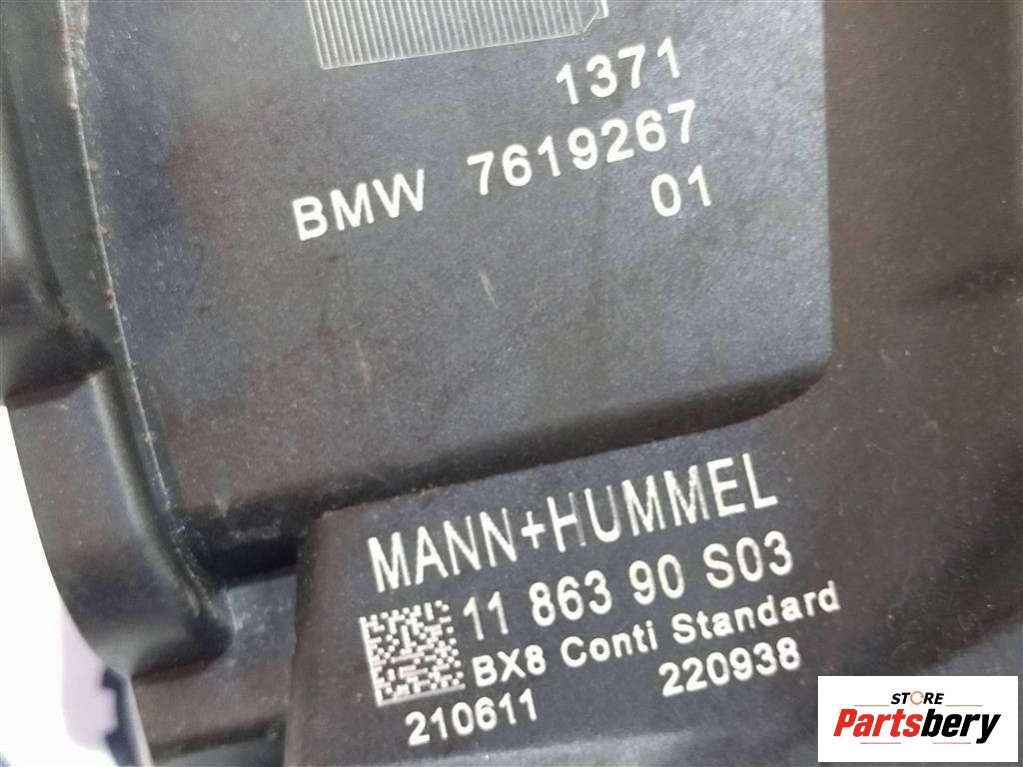 1371
BMW 7619267
01
MANN+HUMMEL
11 863 90 S03
BX8 Conti Standard
210611 220938
STORE
Partsbery